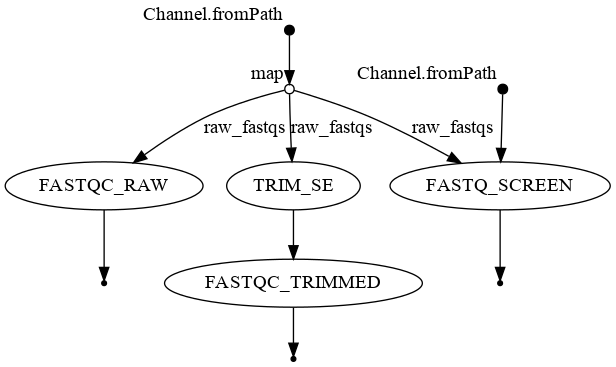 Channel.fromPath
map
Channel.fromPath
raw_fastqs
raw_fastqs
raw_fastqs
FASTQC_RAW
TRIM_SE
FASTQ_SCREEN
FASTQC_TRIMMED